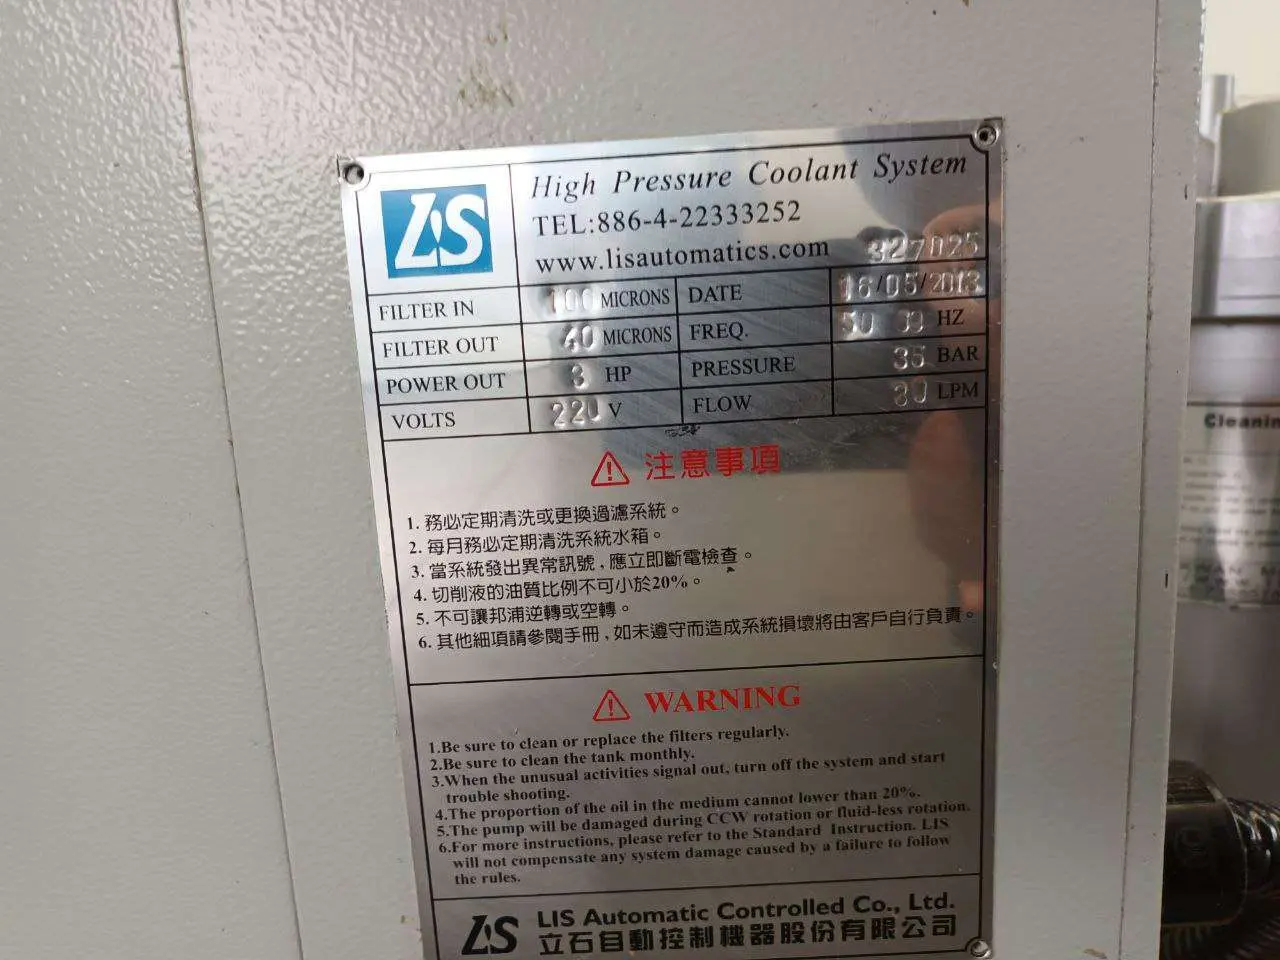 LiS
High Pressure Coolant System
TEL:886-4-22333252
www.lisautomatics.com 327025
FILTER IN 100 MICRONS DATE 16/05/2013
FILTER OUT 40 MICRONS FREQ. 50 HZ
POWER OUT 3 HP PRESSURE 35 BAR
VOLTS 220 V FLOW 30 LPM
注意事項
1. 務必定期清洗或更換過濾系統。
2. 每月務必定期清洗系統水箱。
3. 當系統發出異常訊號,應立即斷電檢查。
4. 切削液的油質比例不可小於20%。
5. 不可讓邦浦逆轉或空轉。
6. 其他細項請參閱手冊,如未遵守而造成系統損壞將由客戶自行負責。
WARNING
1.Be sure to clean or replace the filters regularly.
2.Be sure to clean the tank monthly.
3.When the unusual activities signal out, turn off the system and start
trouble shooting.
4.The proportion of the oil in the medium cannot lower than 20%.
5.The pump will be damaged during CCW rotation or fluid-less rotation.
6.For more instructions, please refer to the Standard Instruction. LIS
will not compensate any system damage caused by a failure to follow
the rules.
LiS LIS Automatic Controlled Co., Ltd.
立石自動控制機器股份有限公司